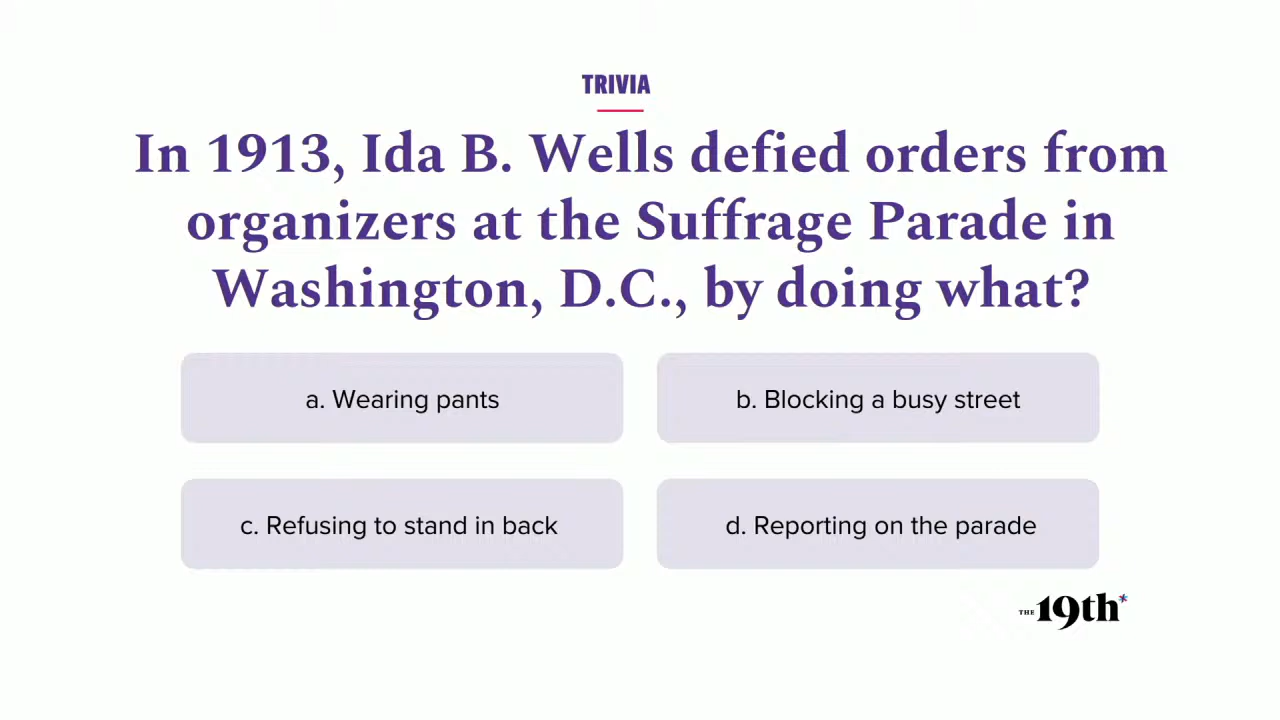 TRIVIA
In 1913, Ida B. Wells defied orders from
organizers at the Suffrage Parade in
Washington, D.C., by doing what?
a. Wearing pants
b. Blocking a busy street
c. Refusing to stand in back
d. Reporting on the parade
THE 19th*